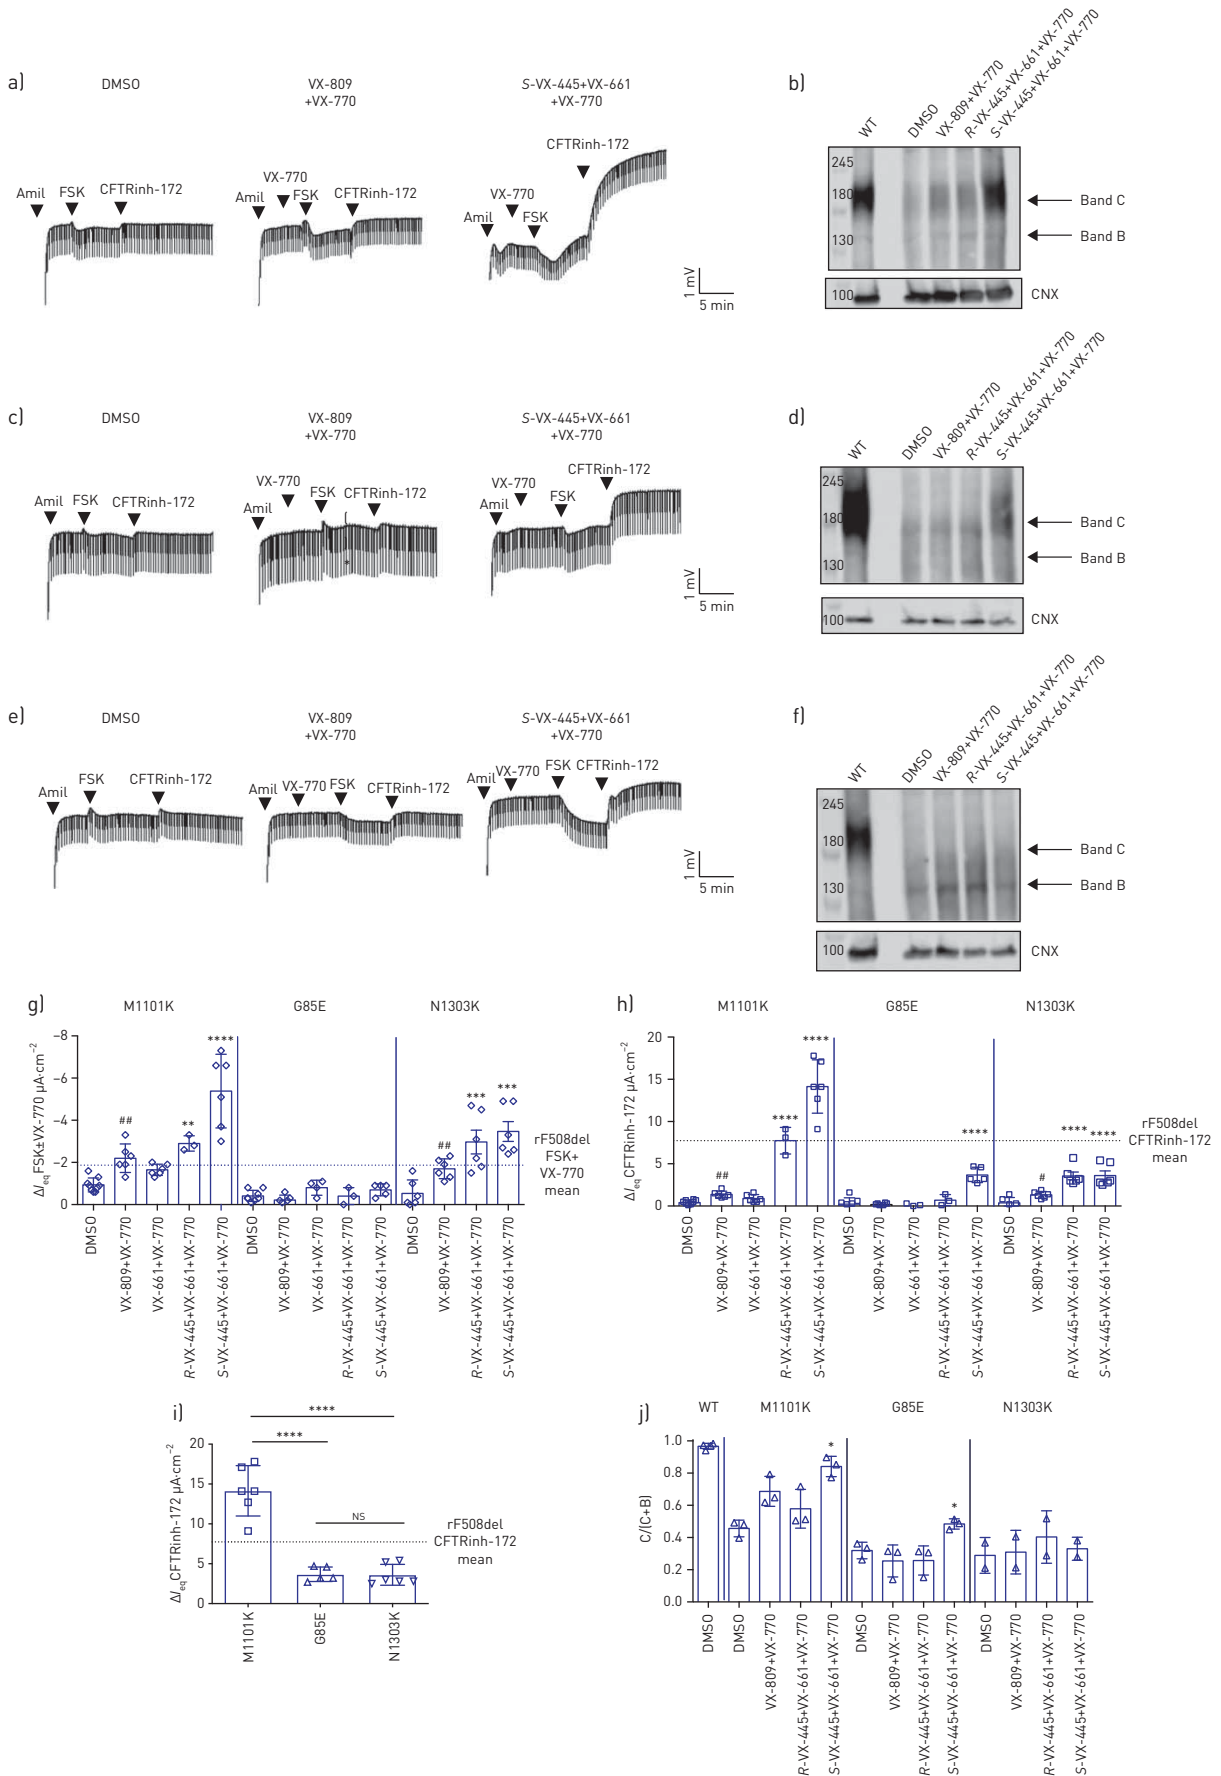 a)
DMSO
VX-809
+VX-770
S-VX-445+VX-661
+VX-770
Amil
FSK
CFTRinh-172
Amil
VX-770
FSK
CFTRinh-172
Amil
VX-770
FSK
CFTRinh-172
1 mV
5 min
b)
WT
DMSO
VX-809+VX-770
R-VX-445+VX-661+VX-770
S-VX-445+VX-661+VX-770
245
180
130
100
Band C
Band B
CNX
c)
DMSO
VX-809
+VX-770
S-VX-445+VX-661
+VX-770
Amil
FSK
CFTRinh-172
Amil
VX-770
FSK
CFTRinh-172
*
Amil
VX-770
FSK
CFTRinh-172
1 mV
5 min
d)
WT
DMSO
VX-809+VX-770
R-VX-445+VX-661+VX-770
S-VX-445+VX-661+VX-770
245
180
130
100
Band C
Band B
CNX
e)
DMSO
VX-809
+VX-770
S-VX-445+VX-661
+VX-770
Amil
FSK
CFTRinh-172
Amil
VX-770
FSK
CFTRinh-172
Amil
VX-770
FSK
CFTRinh-172
1 mV
5 min
f)
WT
DMSO
VX-809+VX-770
R-VX-445+VX-661+VX-770
S-VX-445+VX-661+VX-770
245
180
130
100
Band C
Band B
CNX
g)
M1101K
G85E
N1303K
ΔIeqFSK±VX-770 μA·cm−2
−8
−6
−4
−2
0
##
**
****
##
***
***
rF508del
FSK+
VX-770
mean
DMSO
VX-809+VX-770
VX-661+VX-770
R-VX-445+VX-661+VX-770
S-VX-445+VX-661+VX-770
DMSO
VX-809+VX-770
VX-661+VX-770
R-VX-445+VX-661+VX-770
S-VX-445+VX-661+VX-770
DMSO
VX-809+VX-770
R-VX-445+VX-661+VX-770
S-VX-445+VX-661+VX-770
h)
M1101K
G85E
N1303K
ΔIeqCFTRinh-172 μA·cm−2
20
15
10
5
0
##
****
****
****
#
****
****
rF508del
CFTRinh-172
mean
DMSO
VX-809+VX-770
VX-661+VX-770
R-VX-445+VX-661+VX-770
S-VX-445+VX-661+VX-770
DMSO
VX-809+VX-770
VX-661+VX-770
R-VX-445+VX-661+VX-770
S-VX-445+VX-661+VX-770
DMSO
VX-809+VX-770
R-VX-445+VX-661+VX-770
S-VX-445+VX-661+VX-770
i)
ΔIeqCFTRinh-172 μA·cm−2
20
15
10
5
0
****
****
NS
rF508del
CFTRinh-172
mean
M1101K
G85E
N1303K
j)
WT
M1101K
G85E
N1303K
C/(C+B)
1.0
0.8
0.6
0.4
0.2
0.0
*
*
DMSO
DMSO
VX-809+VX-770
R-VX-445+VX-661+VX-770
S-VX-445+VX-661+VX-770
DMSO
VX-809+VX-770
R-VX-445+VX-661+VX-770
S-VX-445+VX-661+VX-770
DMSO
VX-809+VX-770
R-VX-445+VX-661+VX-770
S-VX-445+VX-661+VX-770